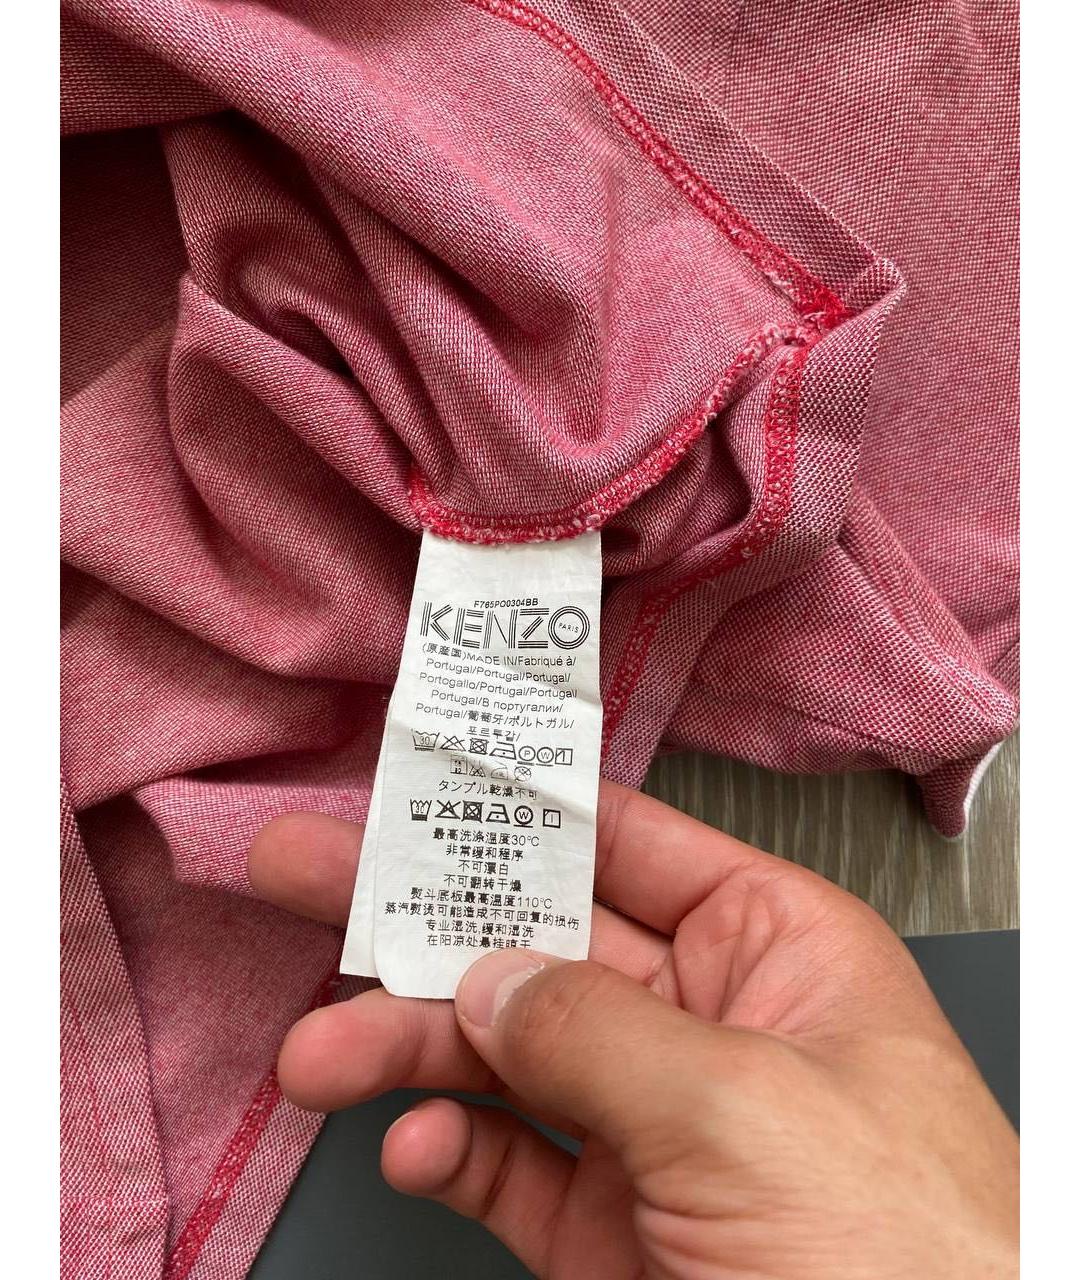 F765PO0304BB
KENZO
PARIS
(原産国)MADE IN/Fabriqué à/
Portugal/Portugal/Portugal/
Portogallo/Portugal/Portugal
Portugal/В португалии/
Portugal/葡萄牙/ポルトガル/
포르투갈/
30 P W
タンブル乾燥不可
30 W
最高洗涤温度30°C
非常缓和程序
不可漂白
不可翻转干燥
熨斗底板最高温度110°C
蒸汽熨烫可能造成不可回复的损伤
专业湿洗,缓和湿洗
在阴凉处悬挂晾干